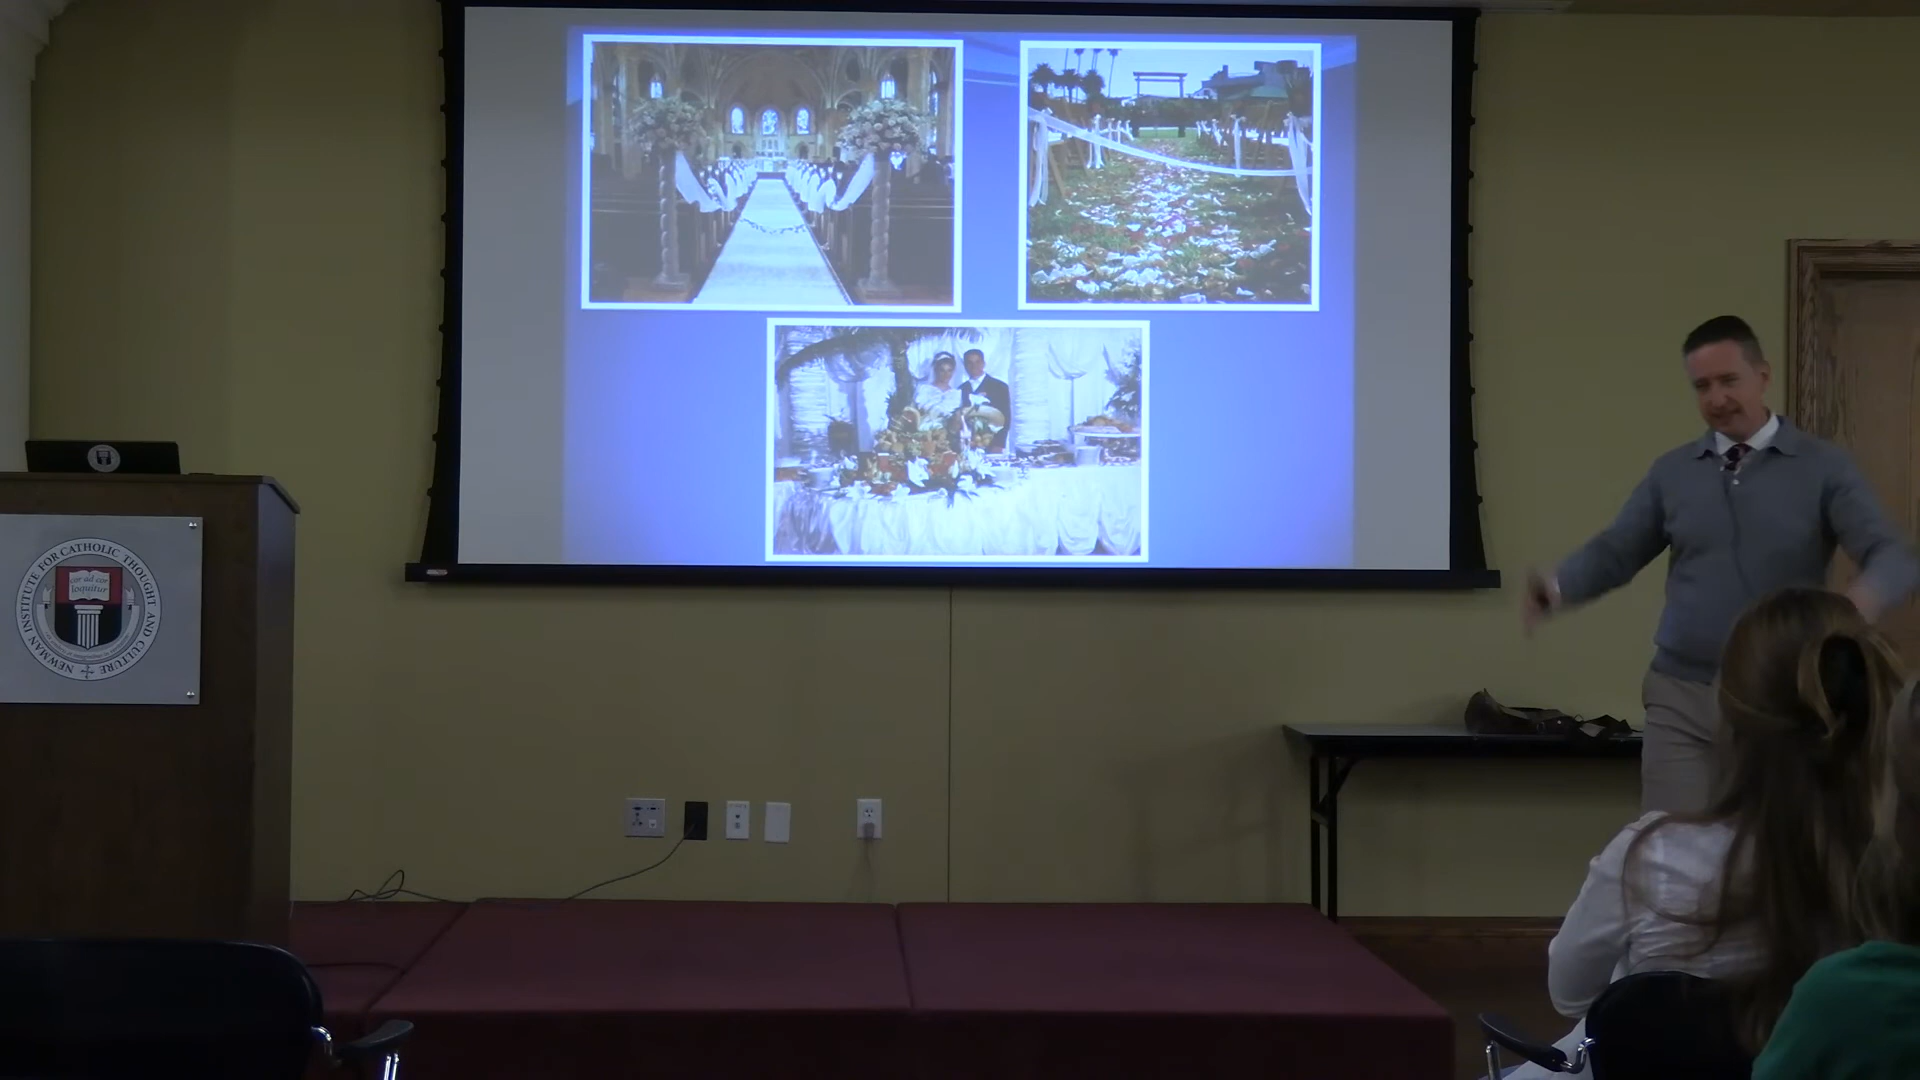 NEWMAN INSTITUTE FOR CATHOLIC THOUGHT AND CULTURE
cor ad cor
loquitur